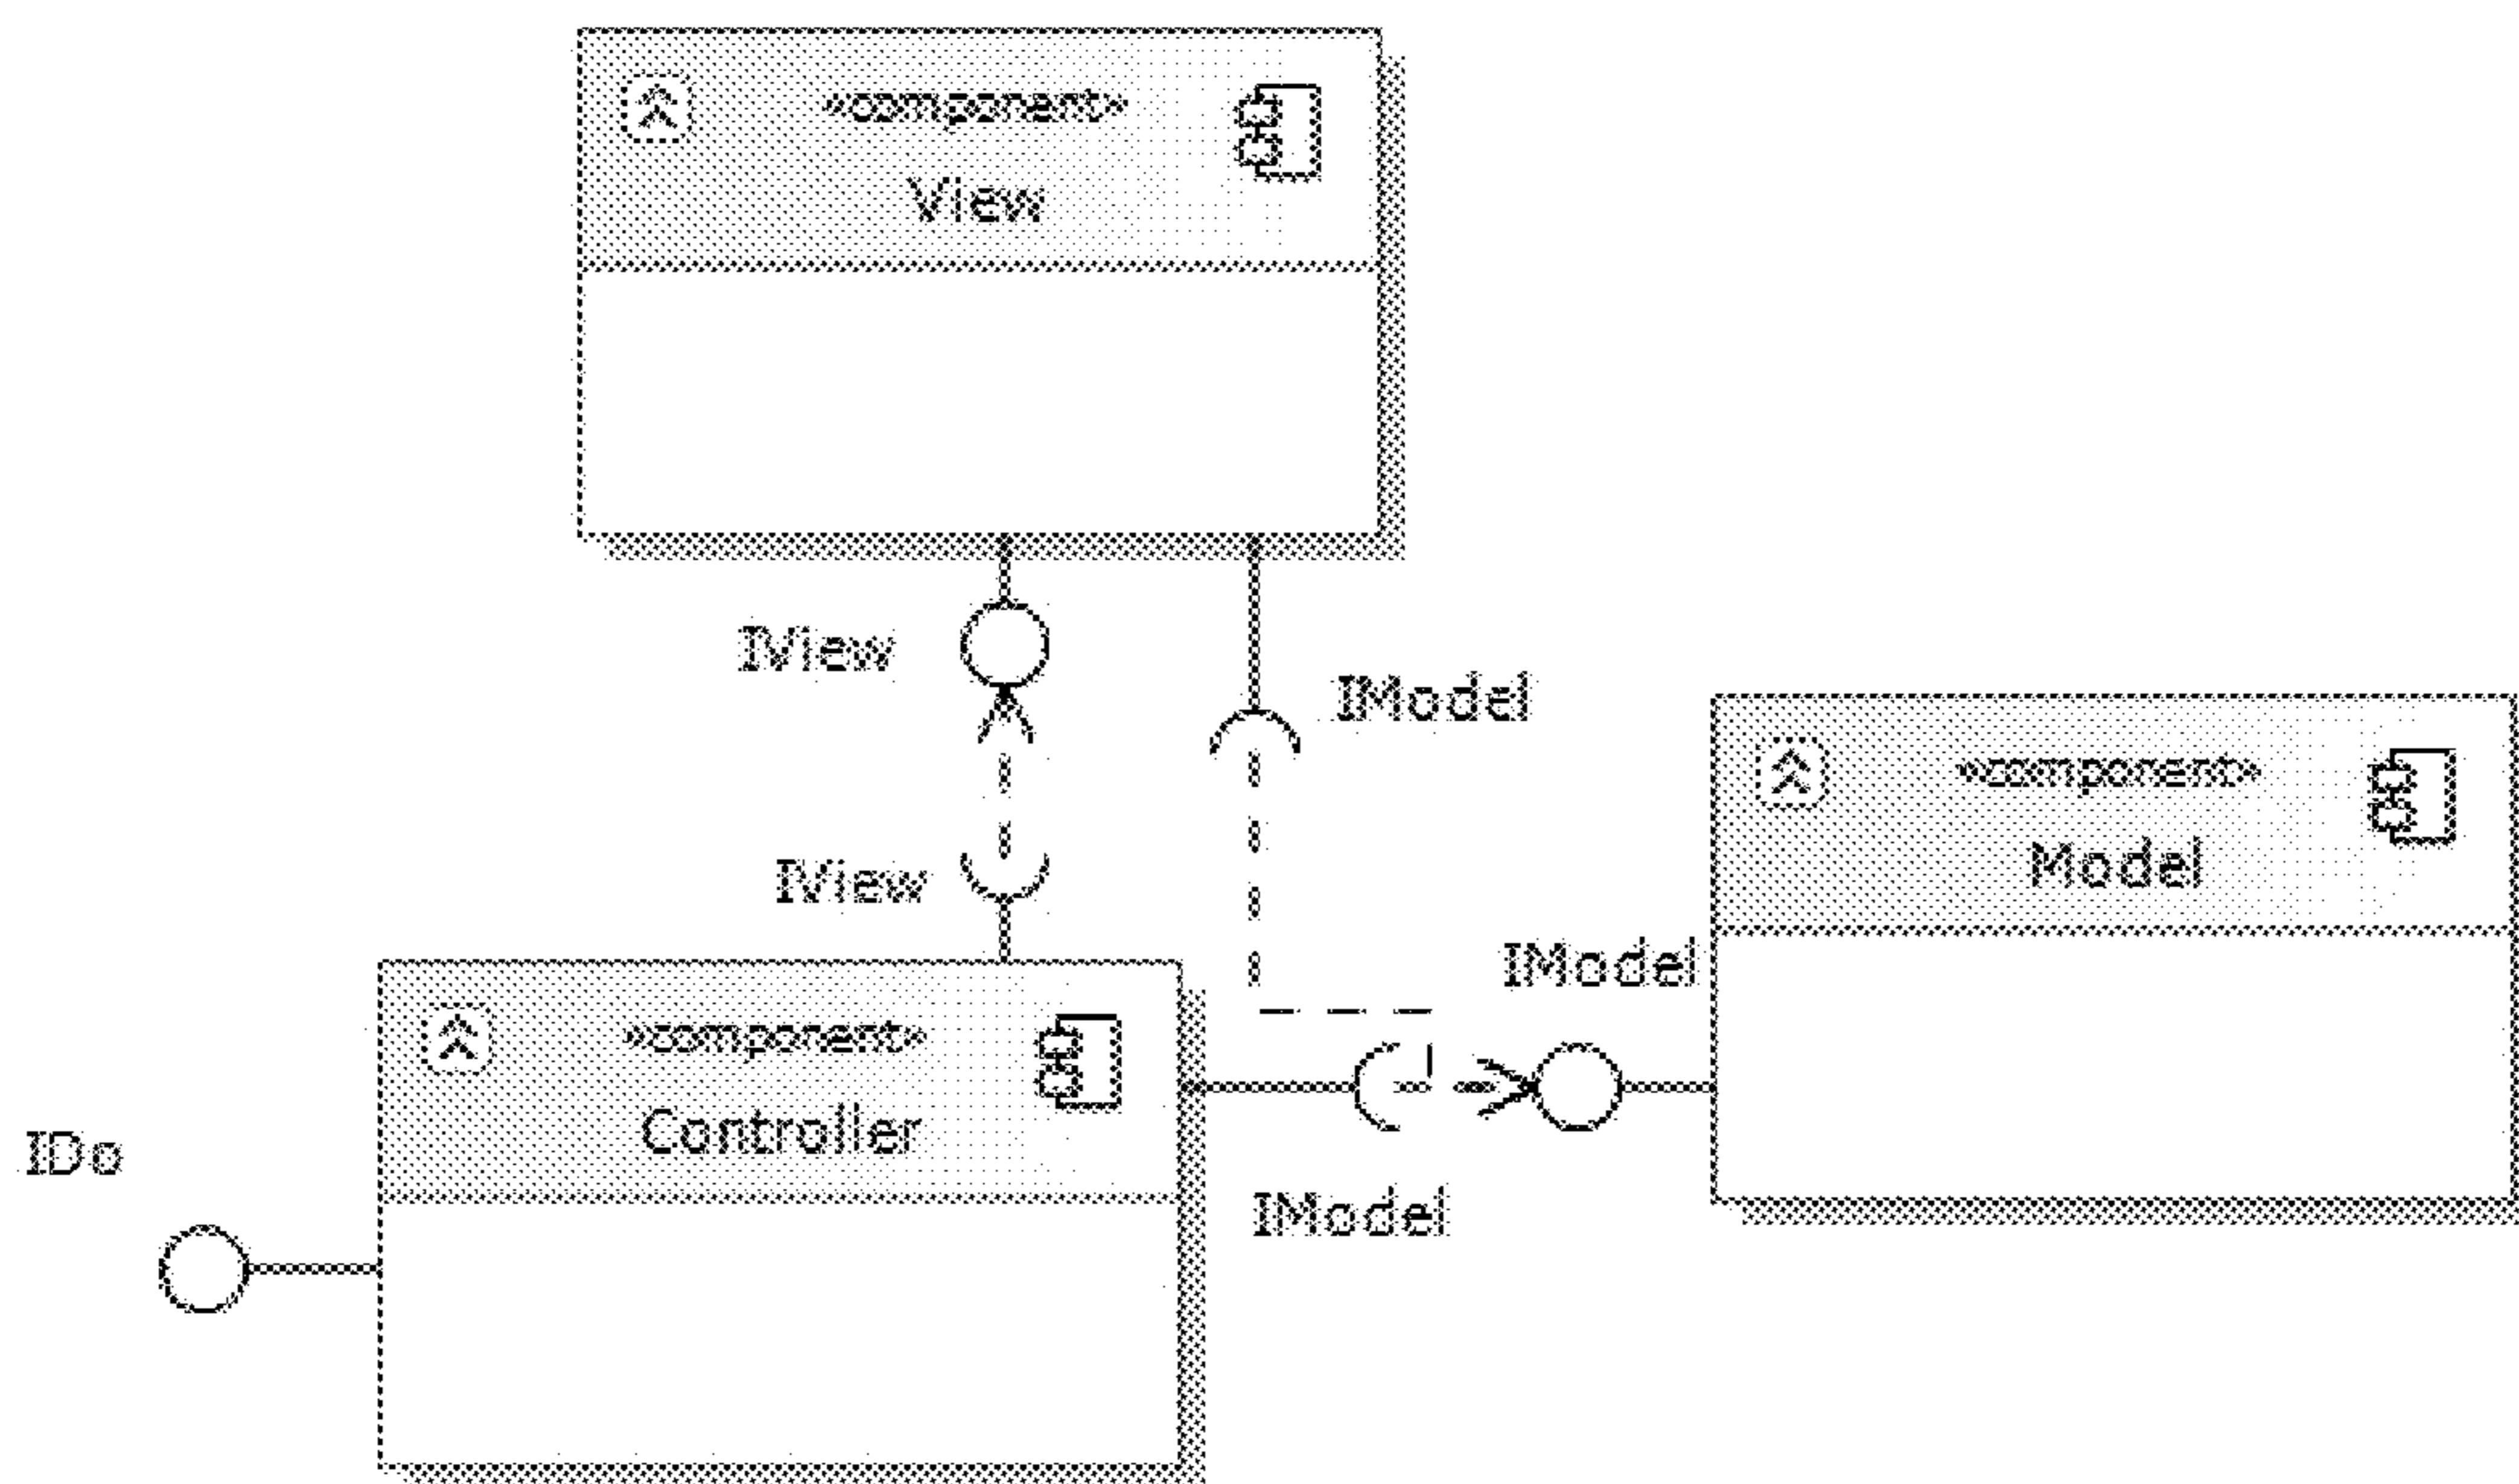 «component»
View
IView
IModel
IView
«component»
Model
IModel
«component»
Controller
IDo
IModel